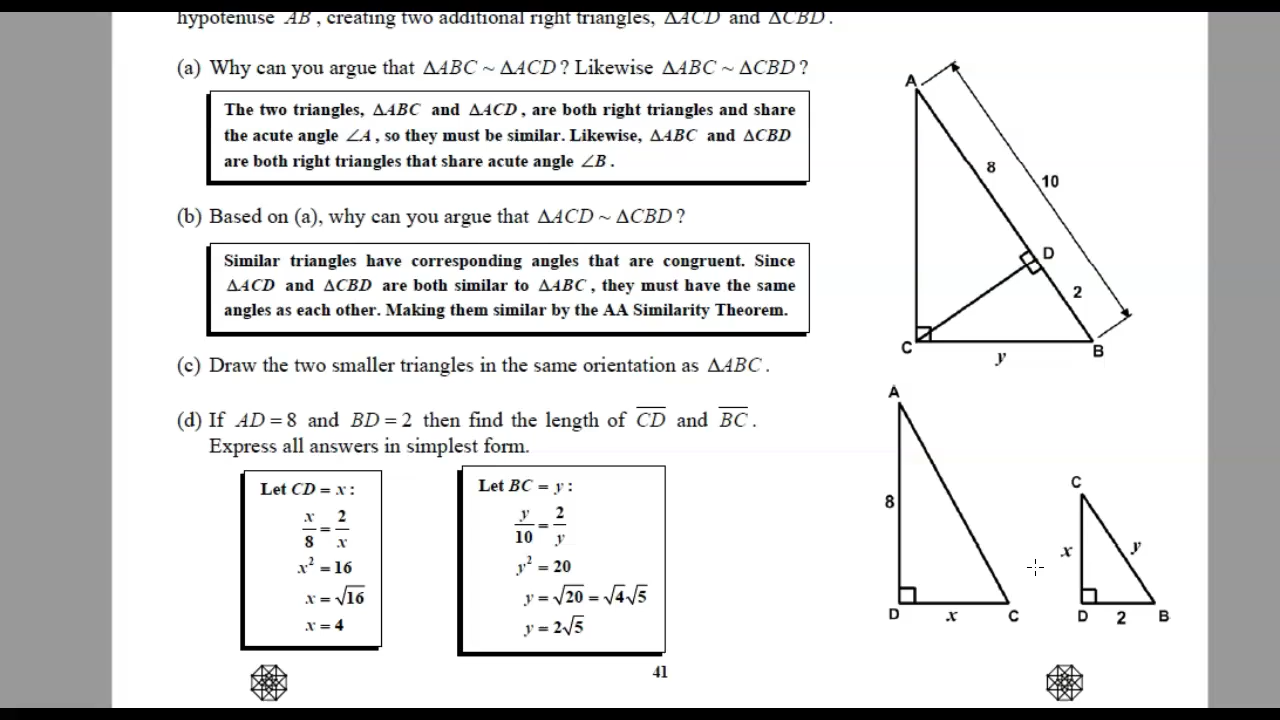 hypotenuse AB, creating two additional right triangles, ΔACD and ΔCBD.
(a) Why can you argue that ΔABC ~ ΔACD? Likewise ΔABC ~ ΔCBD?
The two triangles, ΔABC and ΔACD, are both right triangles and share
the acute angle ∠A, so they must be similar. Likewise, ΔABC and ΔCBD
are both right triangles that share acute angle ∠B.
(b) Based on (a), why can you argue that ΔACD ~ ΔCBD?
Similar triangles have corresponding angles that are congruent. Since
ΔACD and ΔCBD are both similar to ΔABC, they must have the same
angles as each other. Making them similar by the AA Similarity Theorem.
(c) Draw the two smaller triangles in the same orientation as ΔABC.
(d) If AD = 8 and BD = 2 then find the length of C̅D̅ and B̅C̅.
Express all answers in simplest form.
Let CD = x:
x/8 = 2/x
x² = 16
x = √16
x = 4
Let BC = y:
y/10 = 2/y
y² = 20
y = √20 = √4√5
y = 2√5
A
8
10
D
2
C
y
B
A
8
D
x
C
C
x
y
D
2
B
41